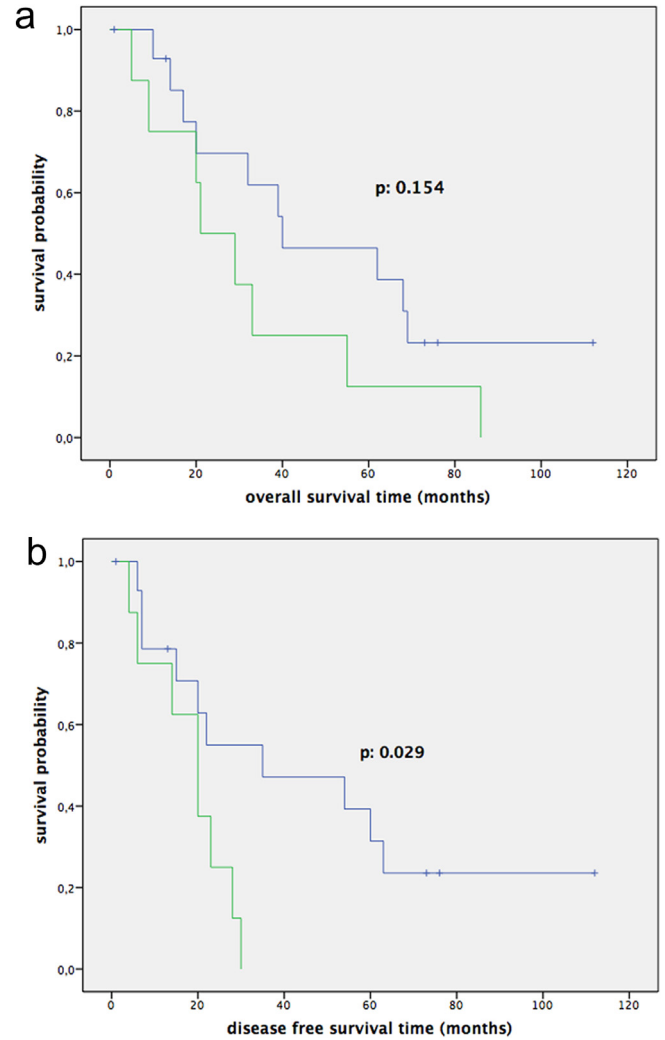 a
1,0
0,8
0,6
0,4
0,2
0,0
survival probability
p: 0.154
0 20 40 60 80 100 120
overall survival time (months)
b
1,0
0,8
0,6
0,4
0,2
0,0
survival probability
p: 0.029
0 20 40 60 80 100 120
disease free survival time (months)